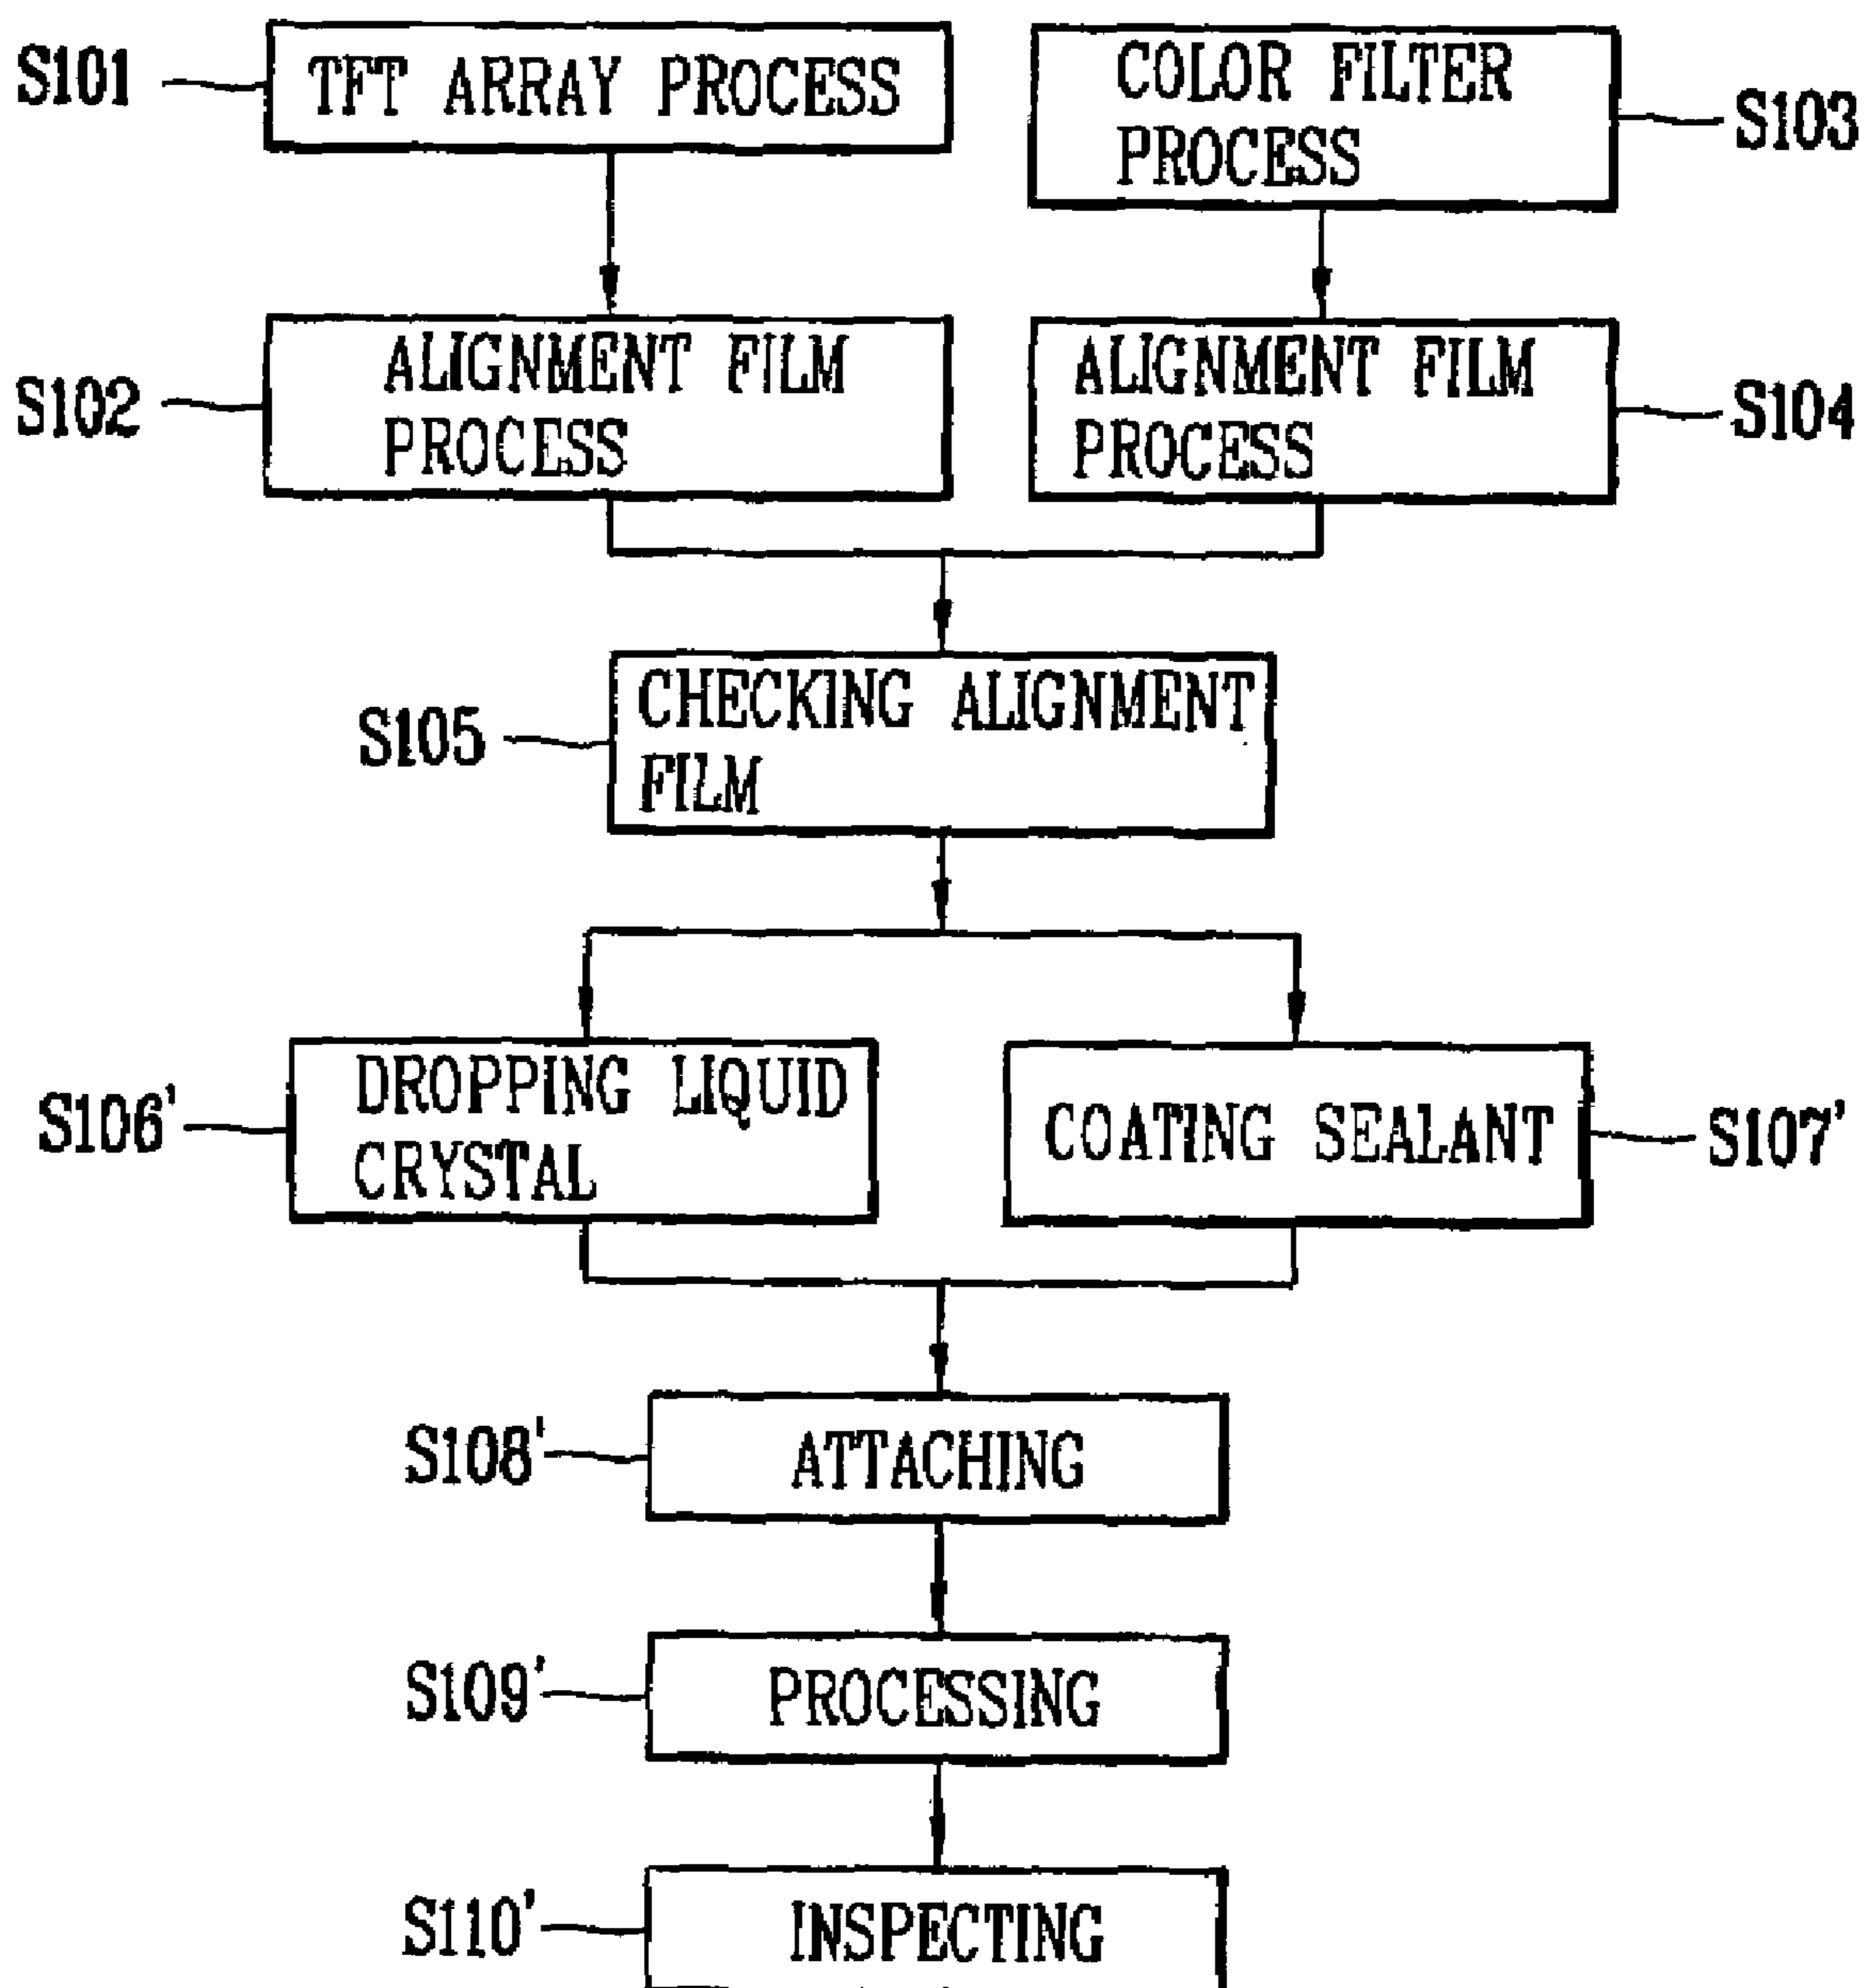 S101
TFT ARRAY PROCESS
COLOR FILTER
PROCESS
S103
S102
ALIGNMENT FILM
PROCESS
ALIGNMENT FILM
PROCESS
S104
S105
CHECKING ALIGNMENT
FILM
S106'
DROPPING LIQUID
CRYSTAL
COATING SEALANT
S107'
S108'
ATTACHING
S109'
PROCESSING
S110'
INSPECTING